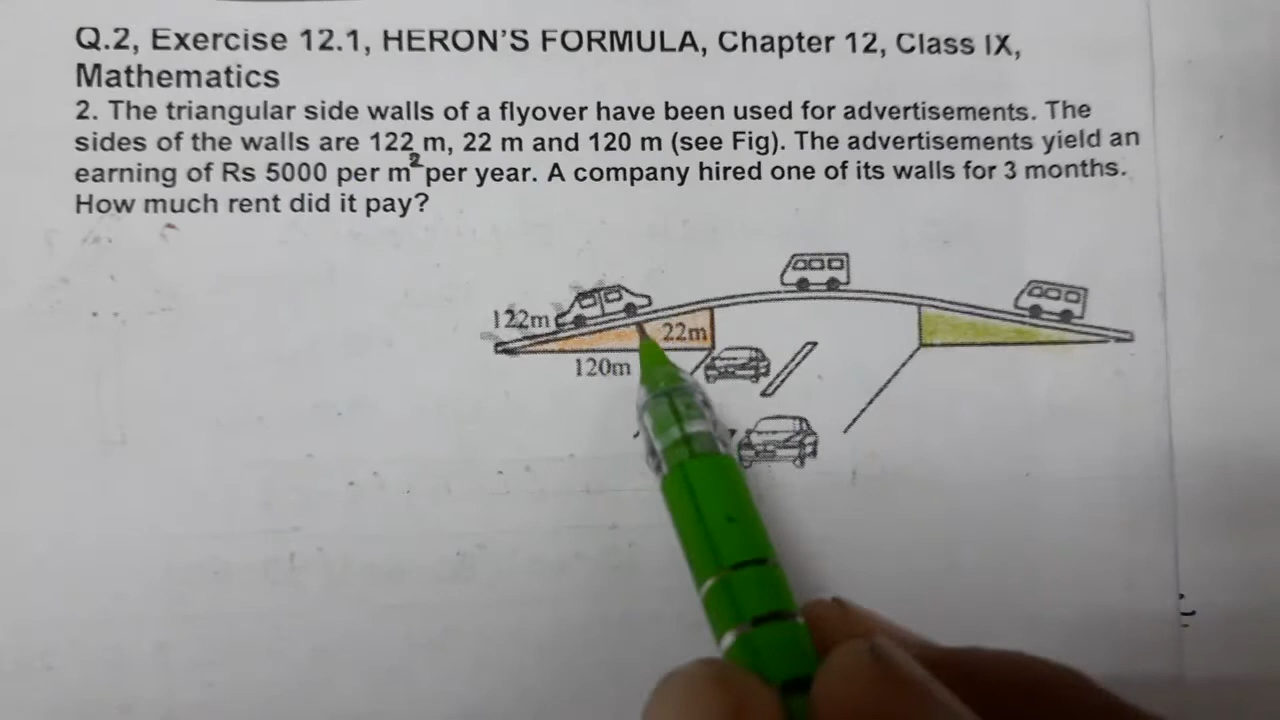 Q.2, Exercise 12.1, HERON'S FORMULA, Chapter 12, Class IX,
Mathematics
2. The triangular side walls of a flyover have been used for advertisements. The
sides of the walls are 122 m, 22 m and 120 m (see Fig). The advertisements yield an
earning of Rs 5000 per m² per year. A company hired one of its walls for 3 months.
How much rent did it pay?
122m
22m
120m